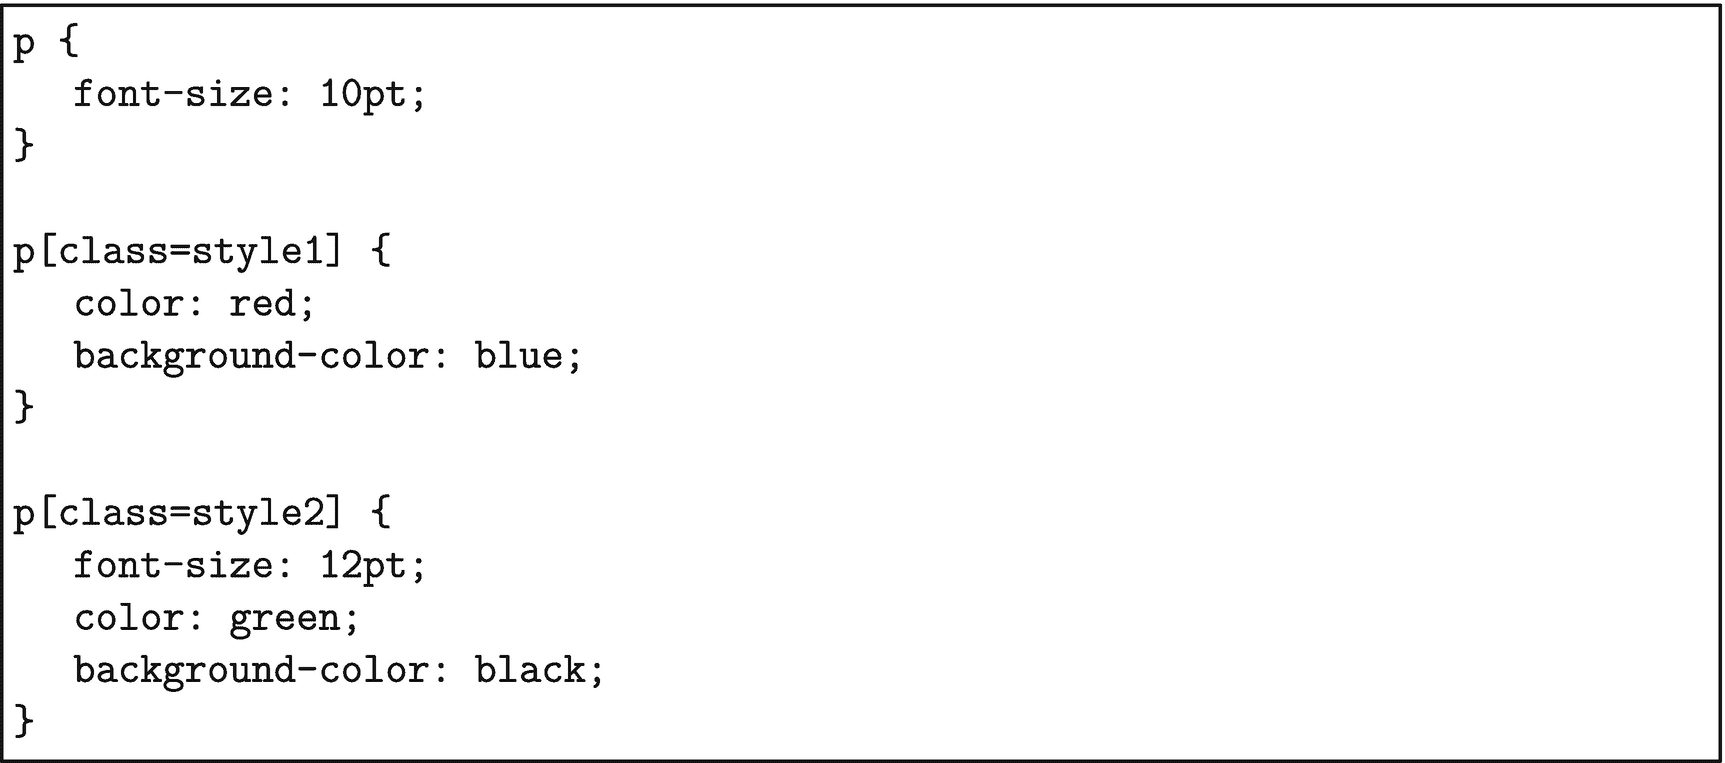 p {
   font-size: 10pt;
}

p[class=style1] {
   color: red;
   background-color: blue;
}

p[class=style2] {
   font-size: 12pt;
   color: green;
   background-color: black;
}